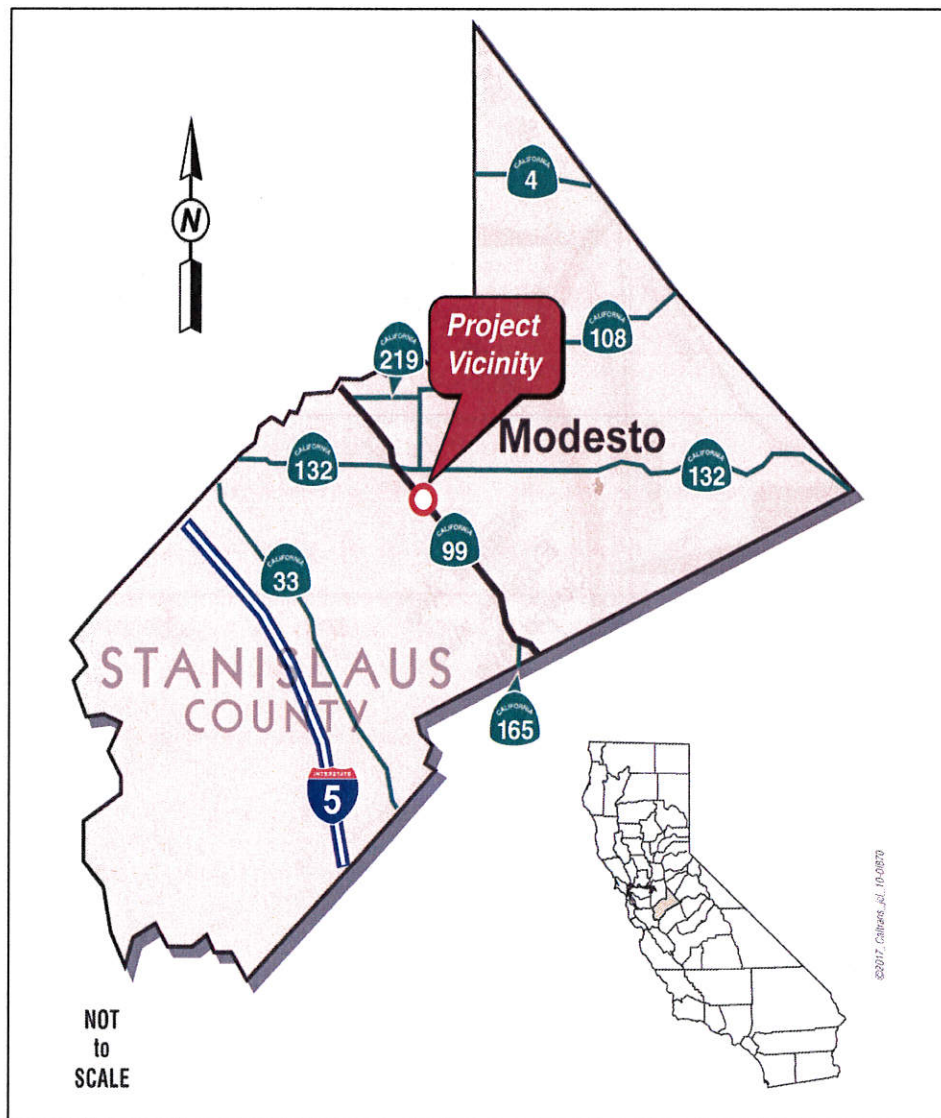 N
CALIFORNIA
4
Project
Vicinity
CALIFORNIA
108
CALIFORNIA
219
Modesto
CALIFORNIA
132
CALIFORNIA
132
CALIFORNIA
99
CALIFORNIA
33
STANISLAUS
COUNTY
CALIFORNIA
165
INTERSTATE
5
NOT
to
SCALE